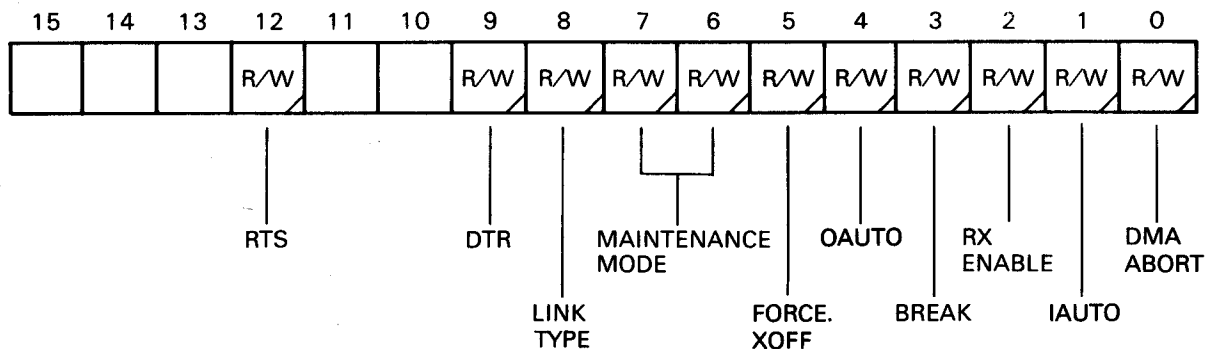 15 14 13 12 11 10 9 8 7 6 5 4 3 2 1 0
R/W R/W R/W R/W R/W R/W R/W R/W R/W R/W R/W
RTS DTR MAINTENANCE MODE OAUTO RX ENABLE DMA ABORT
LINK TYPE FORCE. XOFF BREAK IAUTO